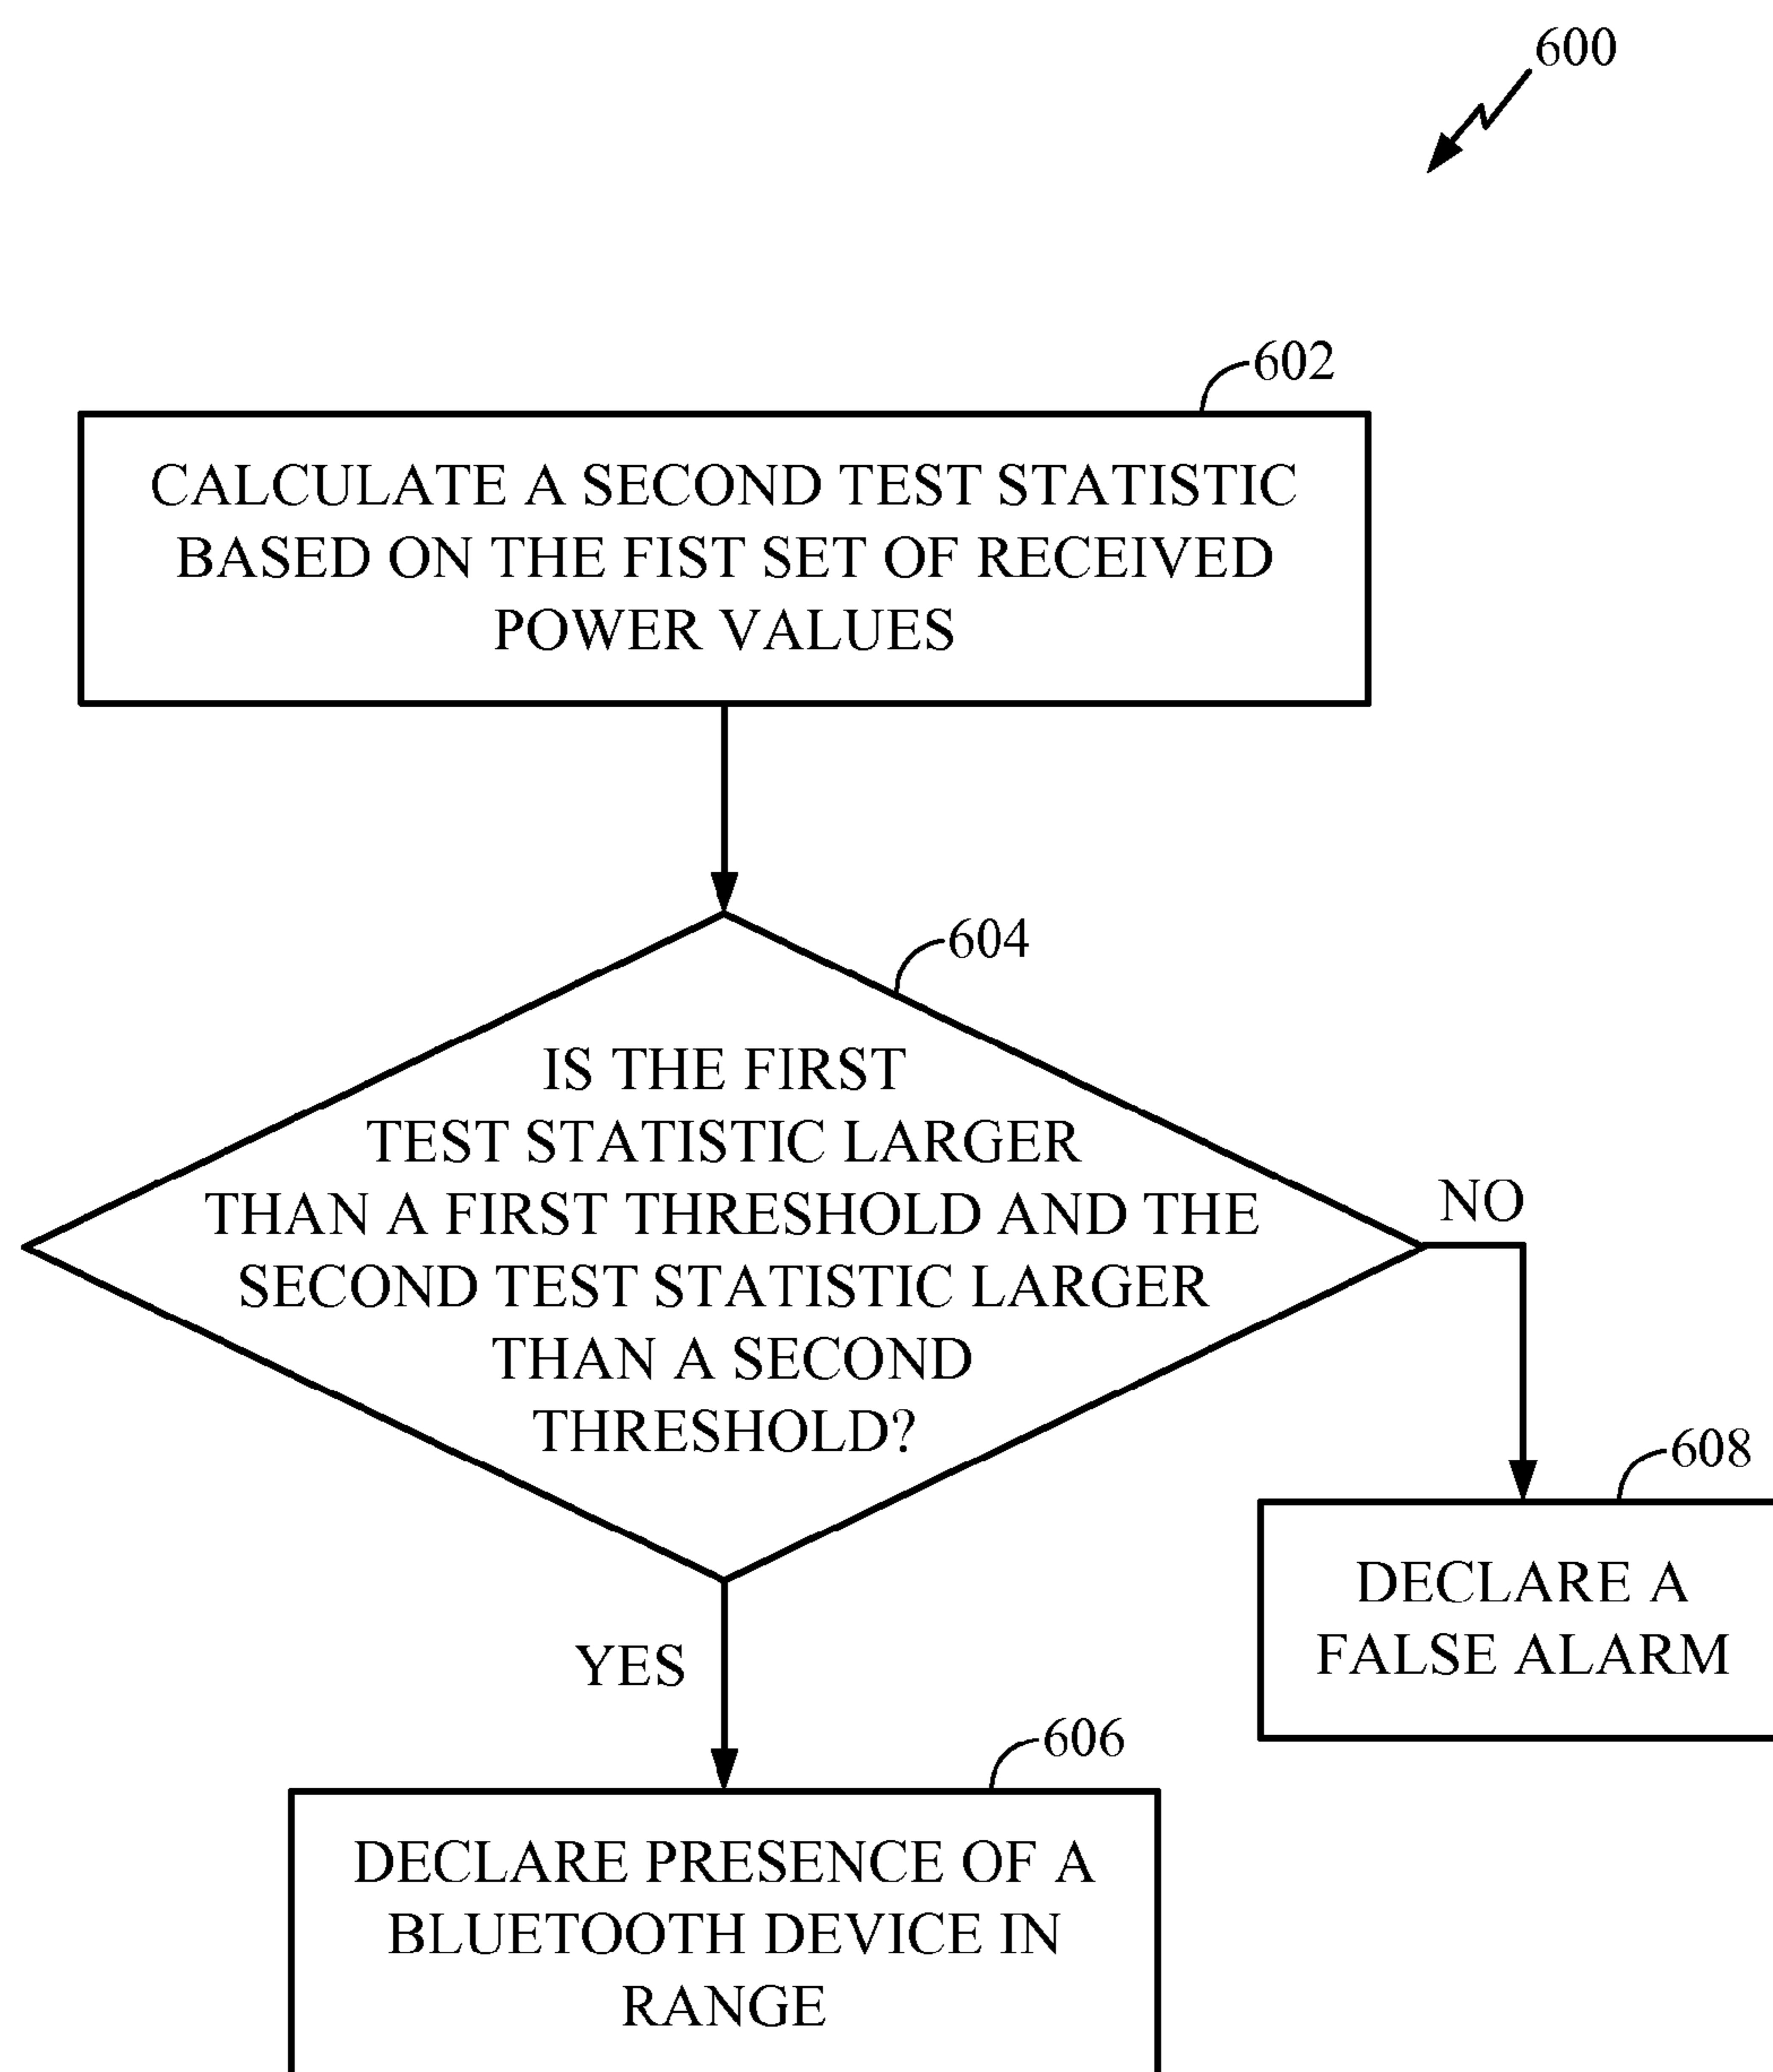 600
602
CALCULATE A SECOND TEST STATISTIC
BASED ON THE FIST SET OF RECEIVED
POWER VALUES
604
IS THE FIRST
TEST STATISTIC LARGER
THAN A FIRST THRESHOLD AND THE
SECOND TEST STATISTIC LARGER
THAN A SECOND
THRESHOLD?
NO
608
DECLARE A
FALSE ALARM
YES
606
DECLARE PRESENCE OF A
BLUETOOTH DEVICE IN
RANGE